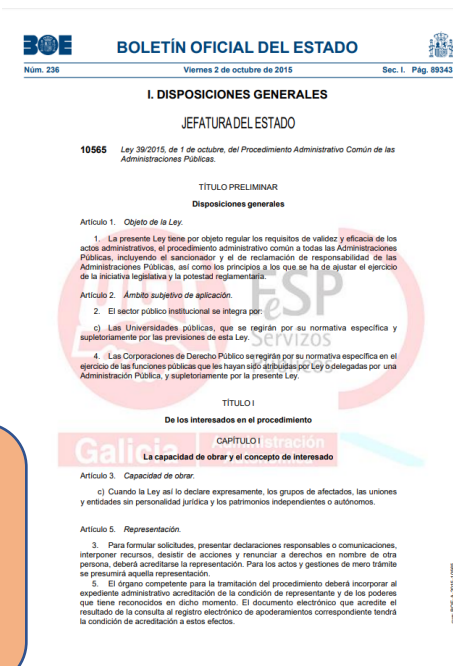 BOE
BOLETÍN OFICIAL DEL ESTADO
Núm. 236
Viernes 2 de octubre de 2015
Sec. I. Pág. 89343
I. DISPOSICIONES GENERALES
JEFATURA DEL ESTADO
10565 Ley 39/2015, de 1 de octubre, del Procedimiento Administrativo Común de las
Administraciones Públicas.
TÍTULO PRELIMINAR
Disposiciones generales
Artículo 1. Objeto de la Ley.
1. La presente Ley tiene por objeto regular los requisitos de validez y eficacia de los
actos administrativos, el procedimiento administrativo común a todas las Administraciones
Públicas, incluyendo el sancionador y el de reclamación de responsabilidad de las
Administraciones Públicas, así como los principios a los que se ha de ajustar el ejercicio
de la iniciativa legislativa y la potestad reglamentaria.
Artículo 2. Ámbito subjetivo de aplicación.
FeSP
2. El sector público institucional se integra por:
c) Las Universidades públicas, que se regirán por su normativa específica y
supletoriamente por las previsiones de esta Ley.
Servizos
4. Las Corporaciones de Derecho Público se regirán por su normativa específica en el
ejercicio de las funciones públicas que les hayan sido atribuidas por Ley o delegadas por una
Administración Pública, y supletoriamente por la presente Ley.
TÍTULO I
De los interesados en el procedimiento
CAPÍTULO I
Galicia
La capacidad de obrar y el concepto de interesado
Artículo 3. Capacidad de obrar.
c) Cuando la Ley así lo declare expresamente, los grupos de afectados, las uniones
y entidades sin personalidad jurídica y los patrimonios independientes o autónomos.
Artículo 5. Representación.
3. Para formular solicitudes, presentar declaraciones responsables o comunicaciones,
interponer recursos, desistir de acciones y renunciar a derechos en nombre de otra
persona, deberá acreditarse la representación. Para los actos y gestiones de mero trámite
se presumirá aquella representación.
5. El órgano competente para la tramitación del procedimiento deberá incorporar al
expediente administrativo acreditación de la condición de representante y de los poderes
que tiene reconocidos en dicho momento. El documento electrónico que acredite el
resultado de la consulta al registro electrónico de apoderamientos correspondiente tendrá
la condición de acreditación a estos efectos.